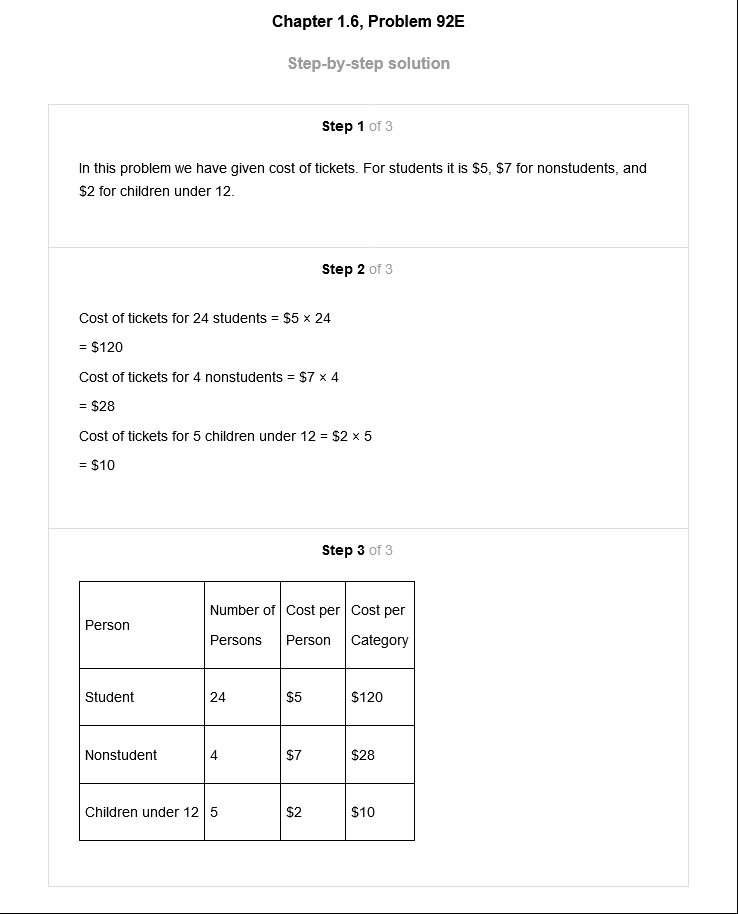 Chapter 1.6, Problem 92E
Step-by-step solution
Step 1 of 3
In this problem we have given cost of tickets. For students it is $5, $7 for nonstudents, and
$2 for children under 12.
Step 2 of 3
Cost of tickets for 24 students = $5 × 24
= $120
Cost of tickets for 4 nonstudents = $7 × 4
= $28
Cost of tickets for 5 children under 12 = $2 × 5
= $10
Step 3 of 3
Person Number of Persons Cost per Person Cost per Category
Student 24 $5 $120
Nonstudent 4 $7 $28
Children under 12 5 $2 $10